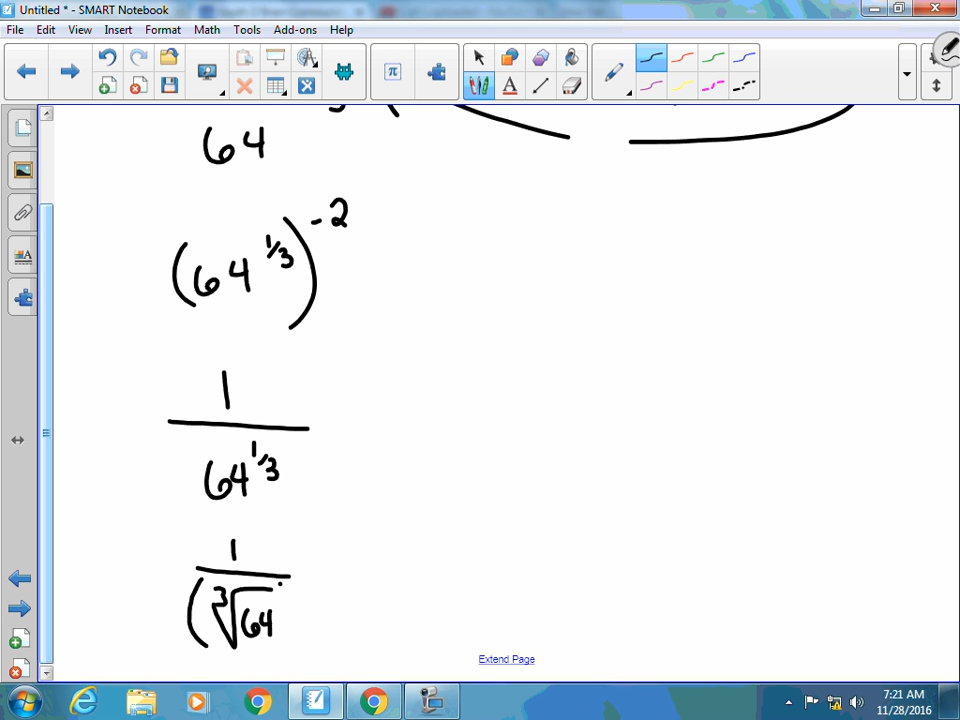 Untitled * - SMART Notebook
File Edit View Insert Format Math Tools Add-ons Help
64
(64^1/3)^-2
1
64^1/3
1
(∛64
Extend Page
7:21 AM
11/28/2016